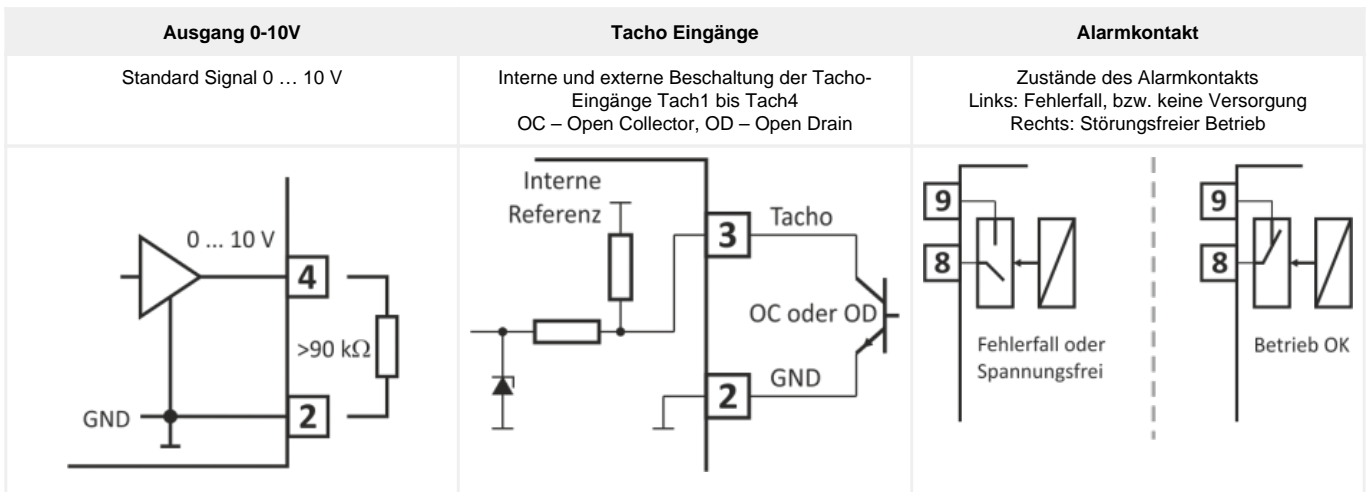 Ausgang 0-10V
Tacho Eingänge
Alarmkontakt
Standard Signal 0 … 10 V
Interne und externe Beschaltung der Tacho-
Eingänge Tach1 bis Tach4
OC – Open Collector, OD – Open Drain
Zustände des Alarmkontakts
Links: Fehlerfall, bzw. keine Versorgung
Rechts: Störungsfreier Betrieb
0 ... 10 V
4
>90 kΩ
GND
2
Interne
Referenz
3
Tacho
OC oder OD
GND
2
9
8
Fehlerfall oder
Spannungsfrei
9
8
Betrieb OK